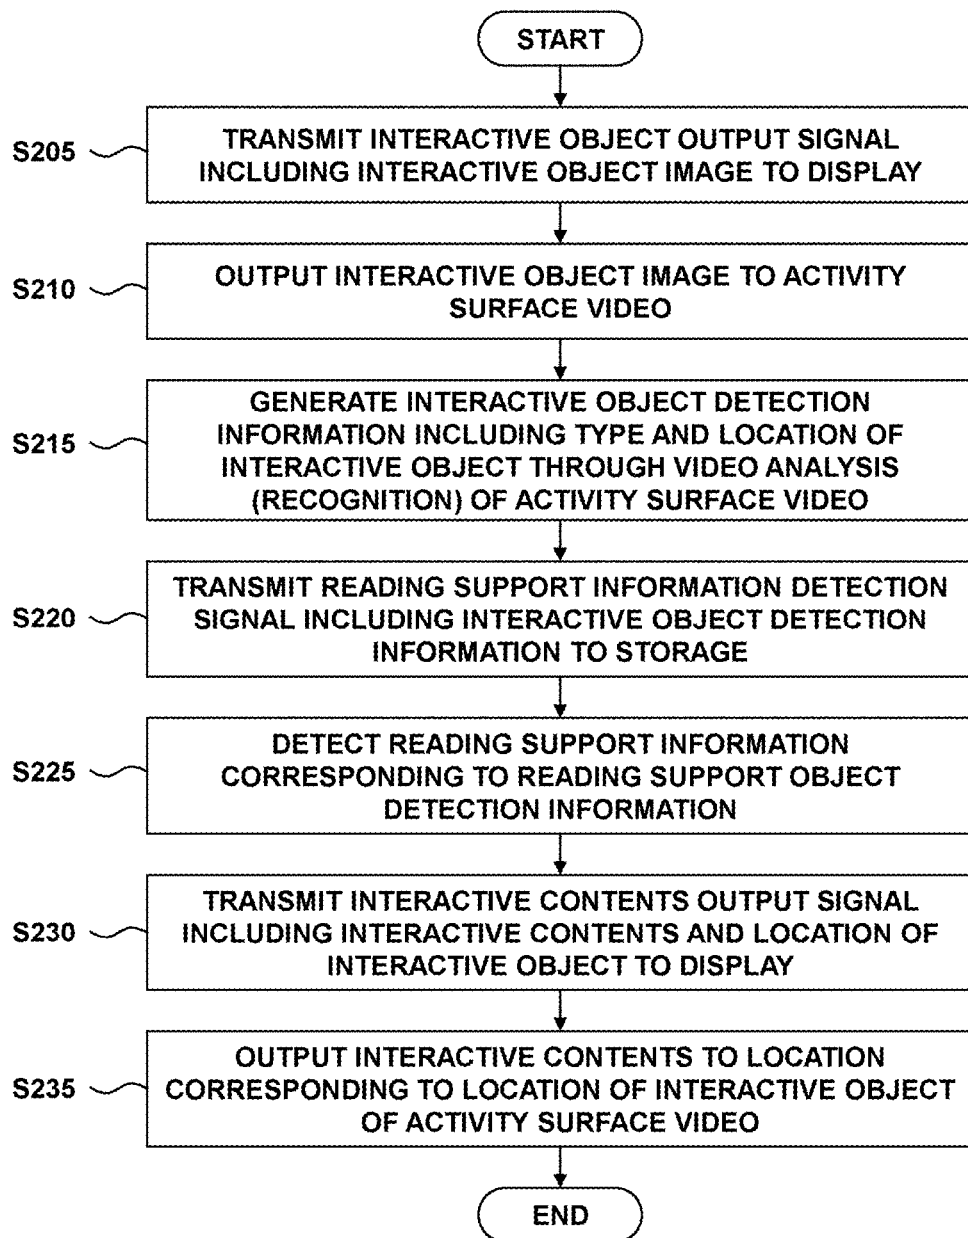 START
S205
TRANSMIT INTERACTIVE OBJECT OUTPUT SIGNAL
INCLUDING INTERACTIVE OBJECT IMAGE TO DISPLAY
S210
OUTPUT INTERACTIVE OBJECT IMAGE TO ACTIVITY
SURFACE VIDEO
S215
GENERATE INTERACTIVE OBJECT DETECTION
INFORMATION INCLUDING TYPE AND LOCATION OF
INTERACTIVE OBJECT THROUGH VIDEO ANALYSIS
(RECOGNITION) OF ACTIVITY SURFACE VIDEO
S220
TRANSMIT READING SUPPORT INFORMATION DETECTION
SIGNAL INCLUDING INTERACTIVE OBJECT DETECTION
INFORMATION TO STORAGE
S225
DETECT READING SUPPORT INFORMATION
CORRESPONDING TO READING SUPPORT OBJECT
DETECTION INFORMATION
S230
TRANSMIT INTERACTIVE CONTENTS OUTPUT SIGNAL
INCLUDING INTERACTIVE CONTENTS AND LOCATION OF
INTERACTIVE OBJECT TO DISPLAY
S235
OUTPUT INTERACTIVE CONTENTS TO LOCATION
CORRESPONDING TO LOCATION OF INTERACTIVE OBJECT
OF ACTIVITY SURFACE VIDEO
END